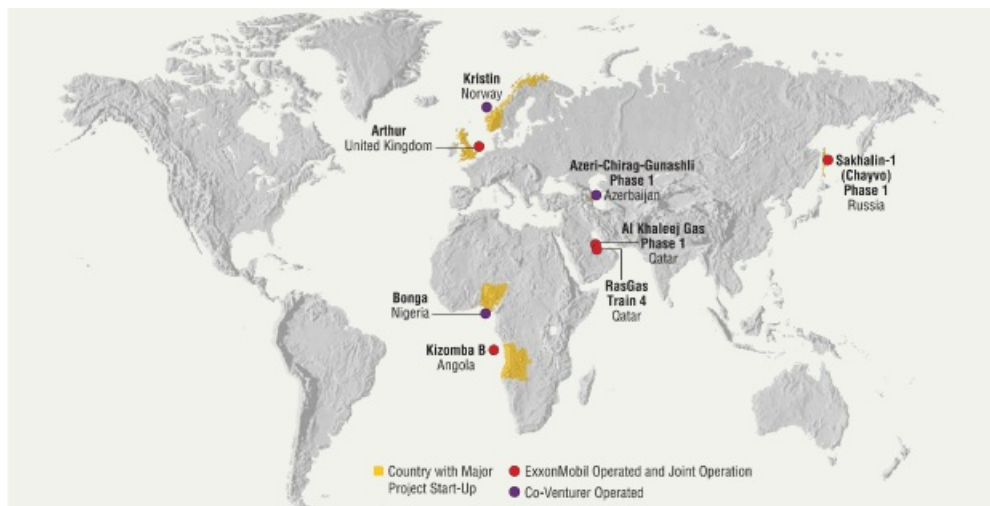 Kristin
Norway
Arthur
United Kingdom
Azeri-Chirag-Gunashli
Phase 1
Azerbaijan
Sakhalin-1
(Chayvo)
Phase 1
Russia
Al Khaleej Gas
Phase 1
Qatar
RasGas
Train 4
Qatar
Bonga
Nigeria
Kizomba B
Angola
Country with Major
Project Start-Up
ExxonMobil Operated and Joint Operation
Co-Venturer Operated